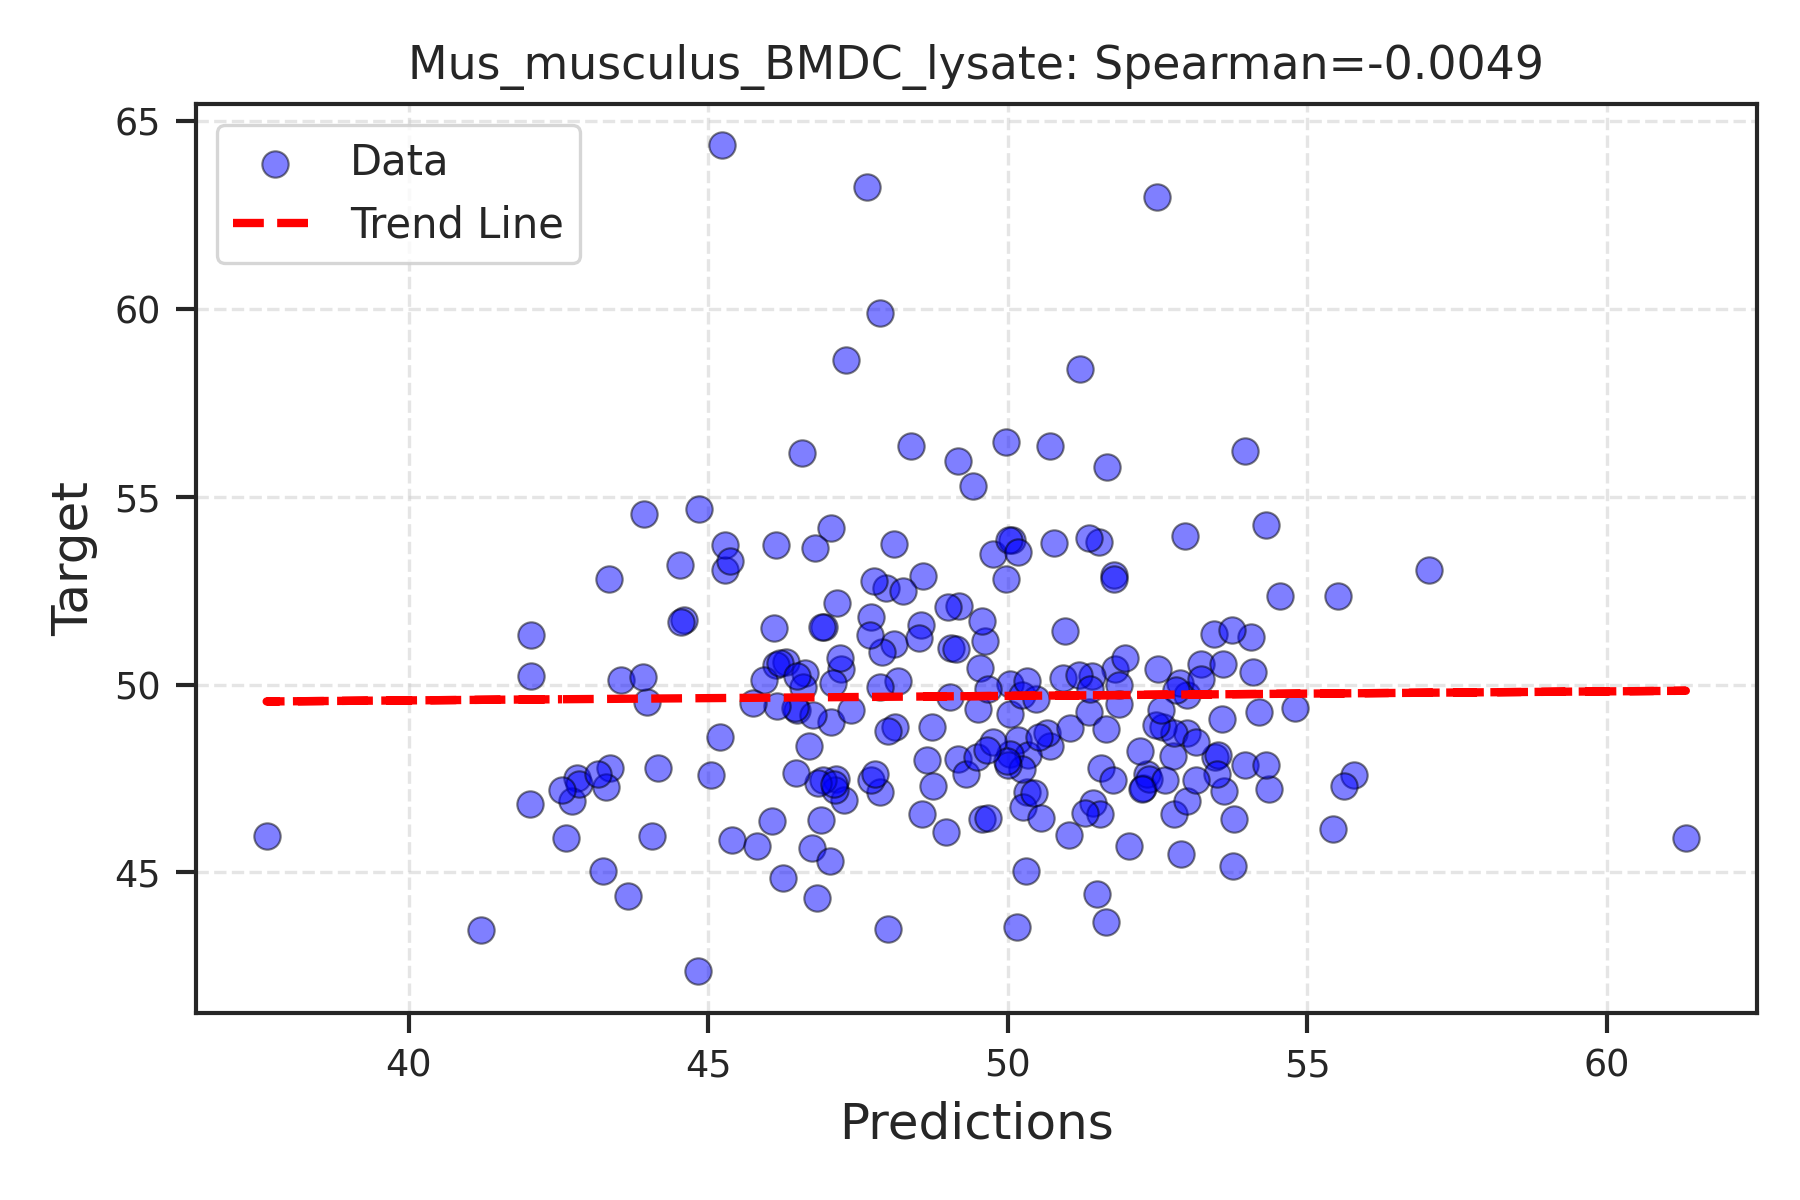 Mus_musculus_BMDC_lysate: Spearman=-0.0049
65
60
55
50
45
Target
Data
Trend Line
40
45
50
55
60
Predictions